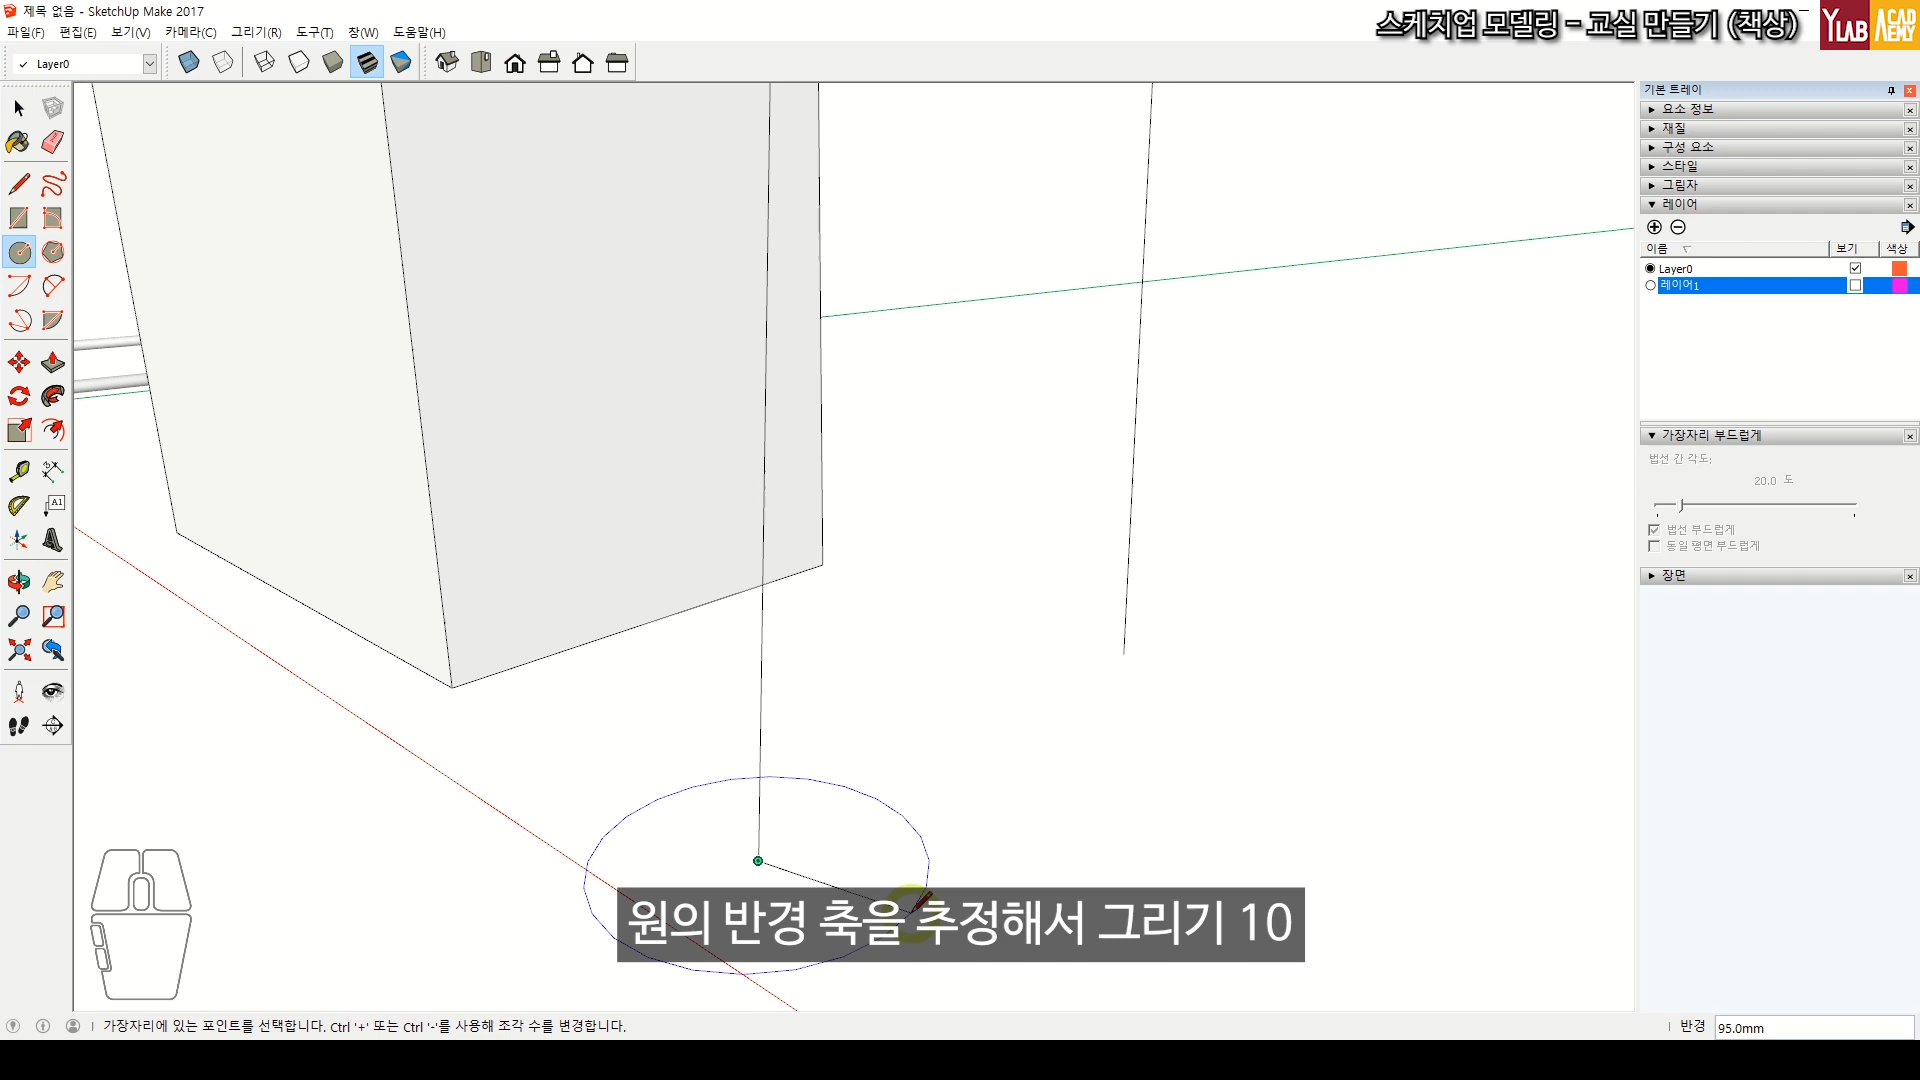 제목 없음 - SketchUp Make 2017
스케치업 모델링 - 교실 만들기 (책상)
YLAB ACADEMY
파일(F) 편집(E) 보기(V) 카메라(C) 그리기(R) 도구(T) 창(W) 도움말(H)
Layer0
기본 트레이
요소 정보
재질
구성 요소
스타일
그림자
레이어
이름 보기 색상
Layer0
레이어1
가장자리 부드럽게
법선 간 각도:
20.0 도
법선 부드럽게
동일 평면 부드럽게
장면
A1
원의 반경 축을 추정해서 그리기 10
가장자리에 있는 포인트를 선택합니다. Ctrl '+' 또는 Ctrl '-'를 사용해 조각 수를 변경합니다.
반경 95.0mm